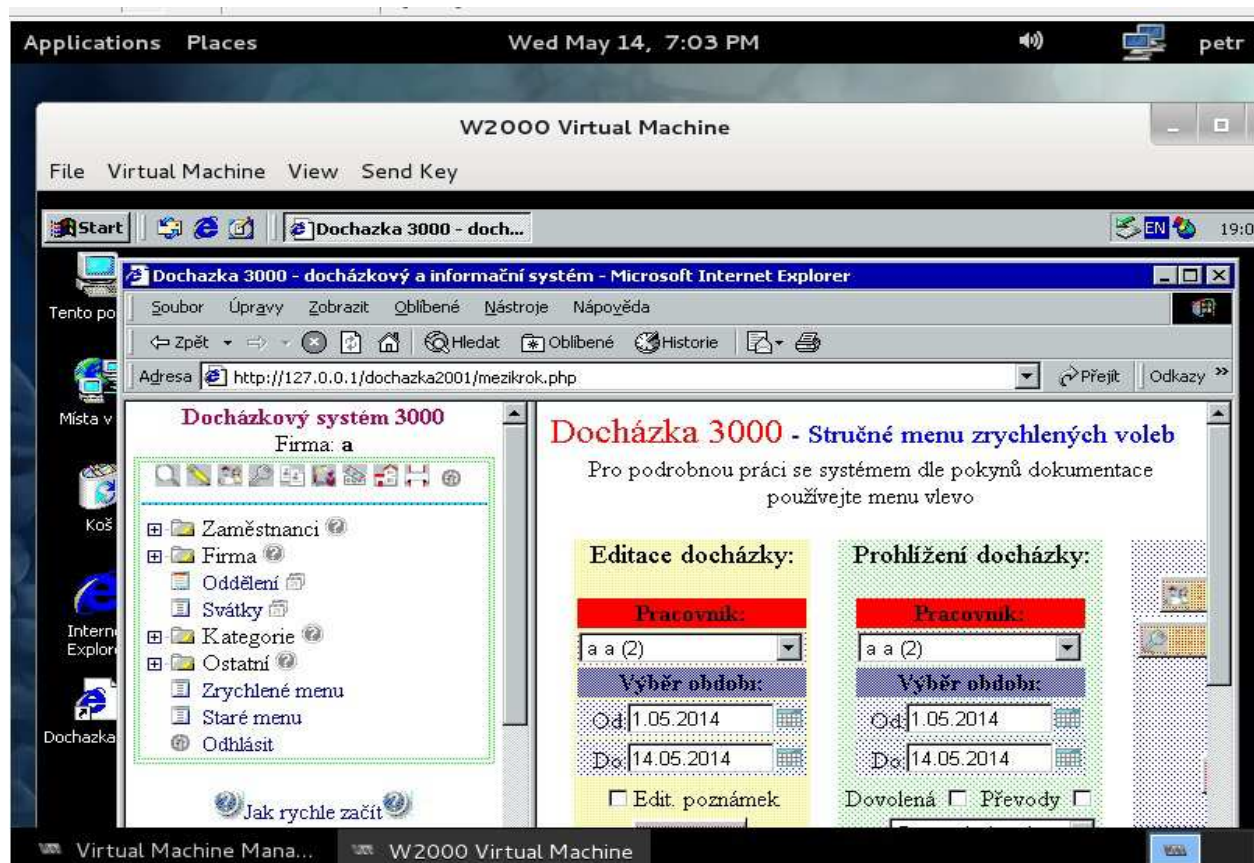 Applications Places Wed May 14, 7:03 PM petr
W2000 Virtual Machine
File Virtual Machine View Send Key
Start Dochazka 3000 - doch... EN 19:0
Tento po
Místa v
Koš
Interne
Explor
Dochazka
Dochazka 3000 - docházkový a informační systém - Microsoft Internet Explorer
Soubor Úpravy Zobrazit Oblíbené Nástroje Nápověda
Zpět Hledat Oblíbené Historie
Adresa http://127.0.0.1/dochazka2001/mezikrok.php Přejít Odkazy »
Docházkový systém 3000
Firma: a
Zaměstnanci
Firma
Oddělení
Svátky
Kategorie
Ostatní
Zrychlené menu
Staré menu
Odhlásit
Jak rychle začít
Docházka 3000 - Stručné menu zrychlených voleb
Pro podrobnou práci se systémem dle pokynů dokumentace
používejte menu vlevo
Editace docházky:
Pracovník:
a a (2)
Výběr období:
Od: 1.05.2014
Do: 14.05.2014
Edit. poznámek
Prohlížení docházky:
Pracovník:
a a (2)
Výběr období:
Od: 1.05.2014
Do: 14.05.2014
Dovolená Převody
Virtual Machine Mana... W2000 Virtual Machine